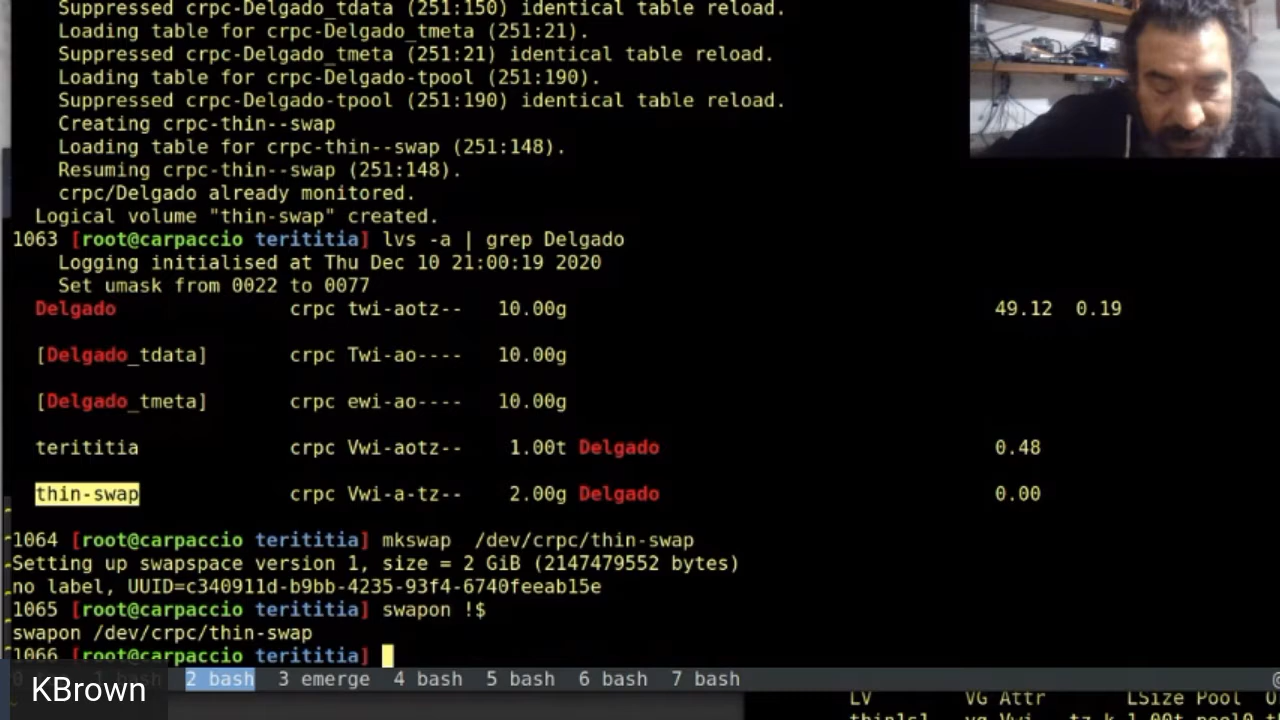 Suppressed crpc-Delgado_tdata (251:150) identical table reload.
Loading table for crpc-Delgado_tmeta (251:21).
Suppressed crpc-Delgado_tmeta (251:21) identical table reload.
Loading table for crpc-Delgado-tpool (251:190).
Suppressed crpc-Delgado-tpool (251:190) identical table reload.
Creating crpc-thin--swap
Loading table for crpc-thin--swap (251:148).
Resuming crpc-thin--swap (251:148).
crpc/Delgado already monitored.
Logical volume "thin-swap" created.
1063 [root@carpaccio terititia] lvs -a | grep Delgado
Logging initialised at Thu Dec 10 21:00:19 2020
Set umask from 0022 to 0077
Delgado crpc twi-aotz-- 10.00g 49.12 0.19
[Delgado_tdata] crpc Twi-ao---- 10.00g
[Delgado_tmeta] crpc ewi-ao---- 10.00g
terititia crpc Vwi-aotz-- 1.00t Delgado 0.48
thin-swap crpc Vwi-a-tz-- 2.00g Delgado 0.00
1064 [root@carpaccio terititia] mkswap /dev/crpc/thin-swap
Setting up swapspace version 1, size = 2 GiB (2147479552 bytes)
no label, UUID=c340911d-b9bb-4235-93f4-6740feeab15e
1065 [root@carpaccio terititia] swapon !$
swapon /dev/crpc/thin-swap
1066 [root@carpaccio terititia]
1 bash 2 bash 3 emerge 4 bash 5 bash 6 bash 7 bash
KBrown
LV VG Attr LSize Pool